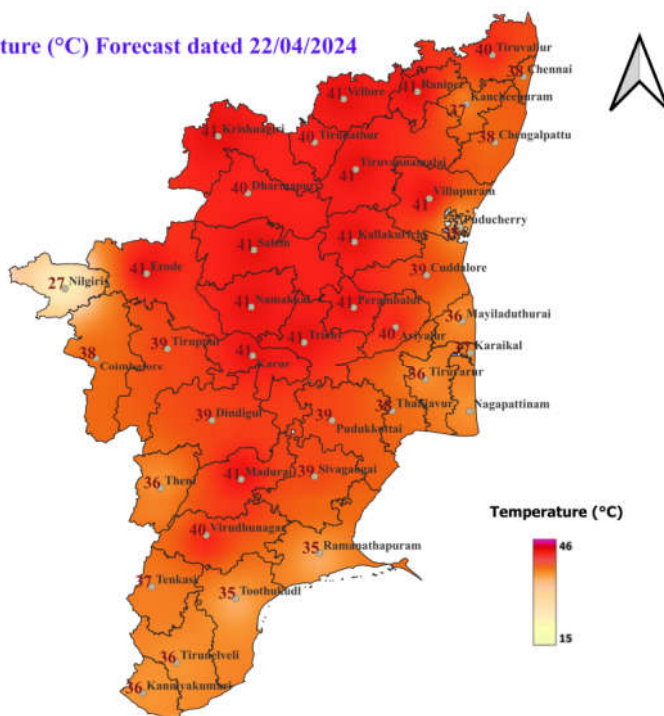 ture (°C) Forecast dated 22/04/2024
40 Tiruvallur
38 Chennai
41 Vellore
41 Ranipet
37 Kancheepuram
41 Krishnagiri
40 Tirupathur
38 Chengalpattu
41 Tiruvannamalai
40 Dharmapuri
41 Villupuram
Puducherry
41 Salem
41 Kallakurichi
27 Nilgiris
41 Erode
39 Cuddalore
41 Namakkal
41 Perambalur
36 Mayiladuthurai
39 Tiruppur
41 Trichy
40 Ariyalur
38 Coimbatore
41 Karur
Karaikal
36 Tiruvarur
39 Dindigul
39 Pudukkottai
38 Thanjavur
Nagapattinam
36 Theni
41 Madurai
39 Sivagangai
Temperature (°C)
40 Virudhunagar
46
35 Ramanathapuram
37 Tenkasi
35 Toothukudi
15
36 Tirunelveli
36 Kanniyakumari